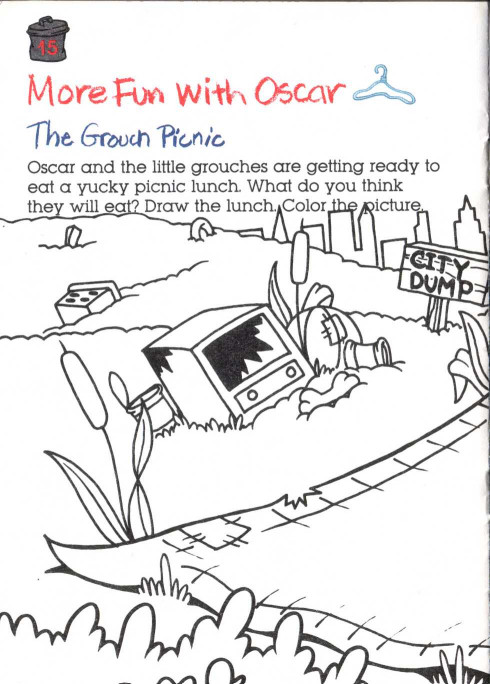 15
More Fun with Oscar
The Grouch Picnic
Oscar and the little grouches are getting ready to
eat a yucky picnic lunch. What do you think
they will eat? Draw the lunch. Color the picture.
CITY
DUMP